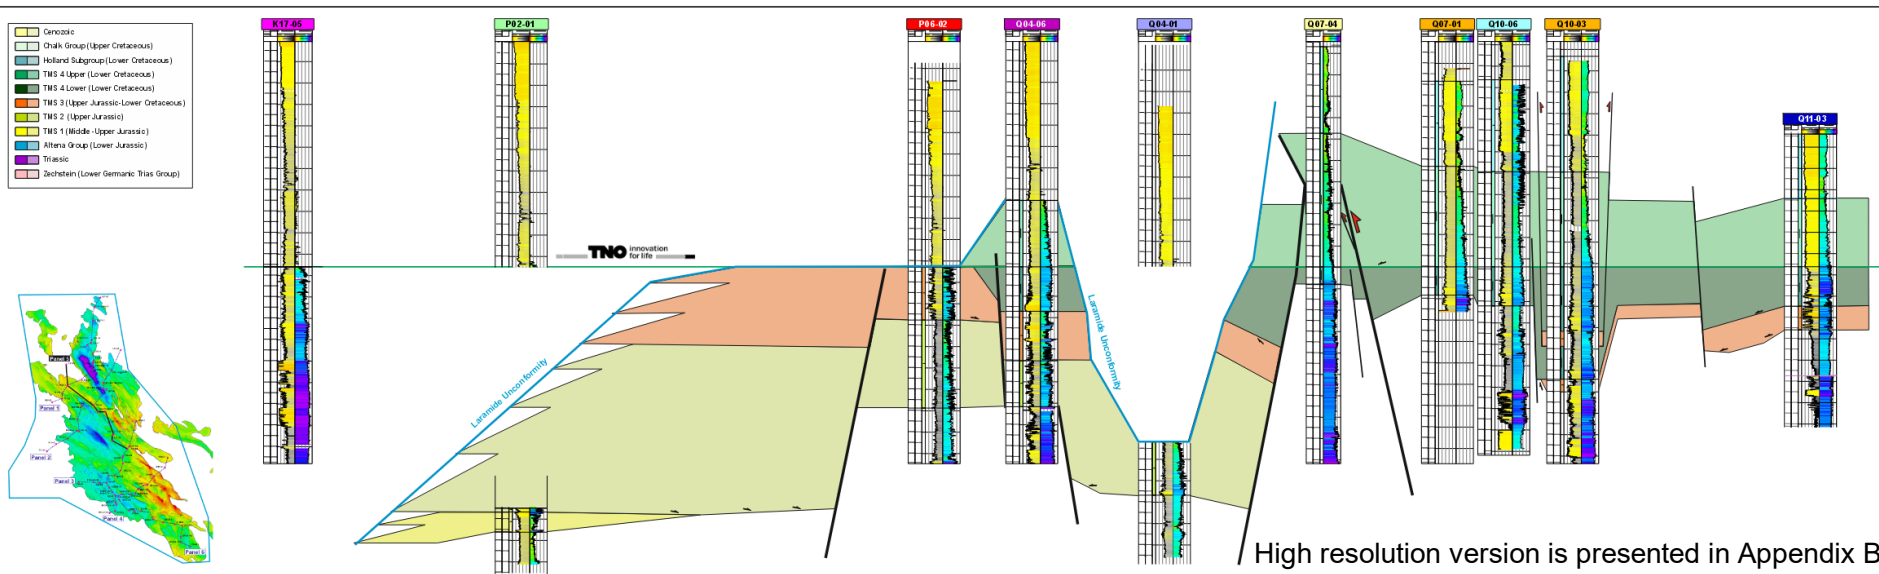 K17-05
P02-01
P06-02
Q04-06
Q04-01
Q07-04
Q07-01
Q10-06
Q10-03
Q11-03
Cenozoic
Chalk Group (Upper Cretaceous)
Holland Subgroup (Lower Cretaceous)
TMS 4 Upper (Lower Cretaceous)
TMS 4 Lower (Lower Cretaceous)
TMS 3 (Upper Jurassic-Lower Cretaceous)
TMS 2 (Upper Jurassic)
TMS 1 (Middle -Upper Jurassic)
Altena Group (Lower Jurassic)
Triassic
Zechstein (Lower Germanic Trias Group)
TNO innovation
for life
Laramide Unconformity
Laramide Unconformity
Panel 1
Panel 2
Panel 3
Panel 4
High resolution version is presented in Appendix B